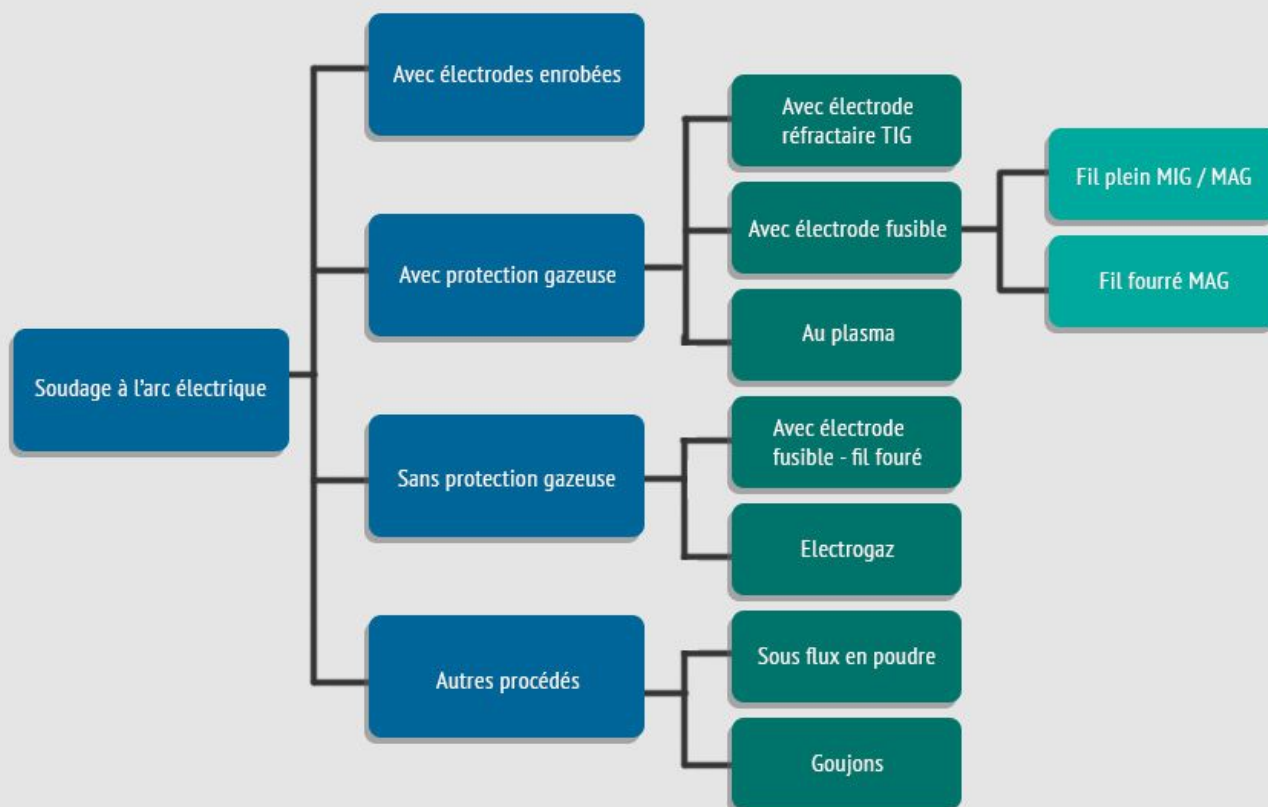 Avec électrodes enrobées
Avec électrode
réfractaire TIG
Fil plein MIG / MAG
Avec protection gazeuse
Avec électrode fusible
Fil fourré MAG
Au plasma
Soudage à l'arc électrique
Sans protection gazeuse
Avec électrode
fusible - fil fouré
Electrogaz
Autres procédés
Sous flux en poudre
Goujons